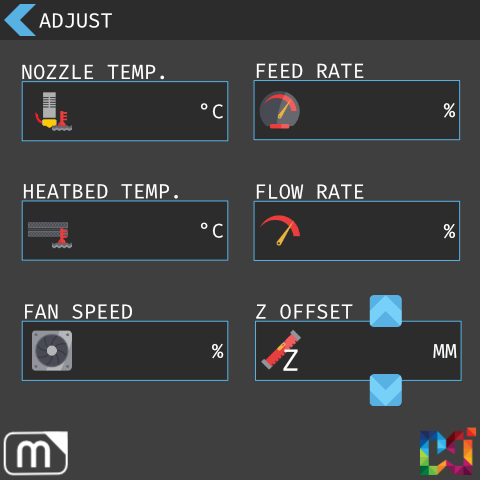 ADJUST
NOZZLE TEMP.
°C
FEED RATE
%
HEATBED TEMP.
°C
FLOW RATE
%
FAN SPEED
%
Z OFFSET
Z
MM
m